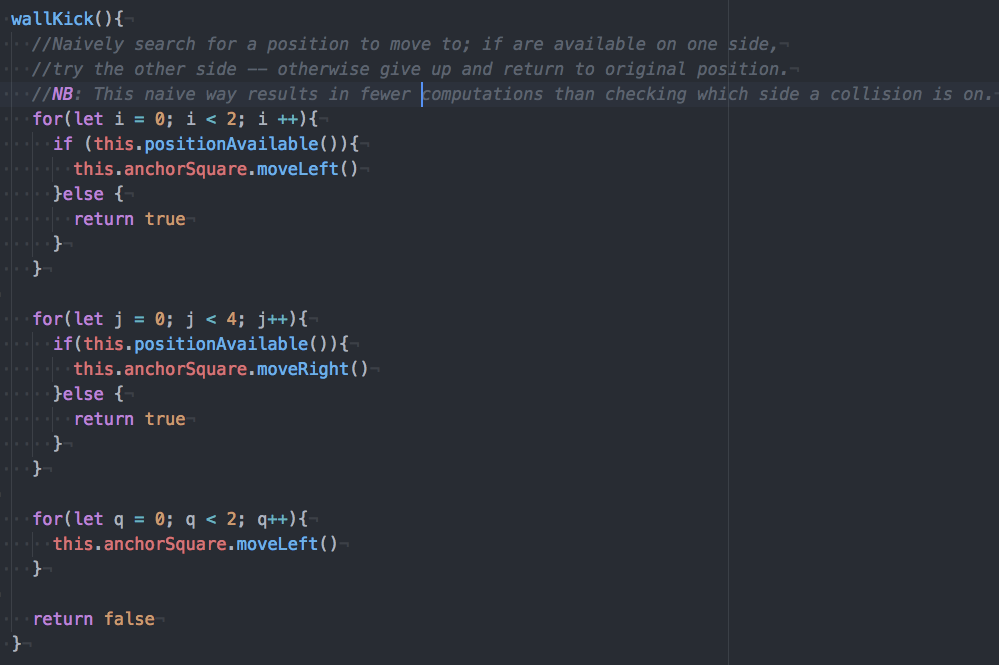 wallKick(){
//Naively search for a position to move to; if are available on one side,
//try the other side -- otherwise give up and return to original position.
//NB: This naive way results in fewer computations than checking which side a collision is on.
for(let i = 0; i < 2; i ++){
if (this.positionAvailable()){
this.anchorSquare.moveLeft()
}else {
return true
}
}
for(let j = 0; j < 4; j++){
if(this.positionAvailable()){
this.anchorSquare.moveRight()
}else {
return true
}
}
for(let q = 0; q < 2; q++){
this.anchorSquare.moveLeft()
}
return false
}